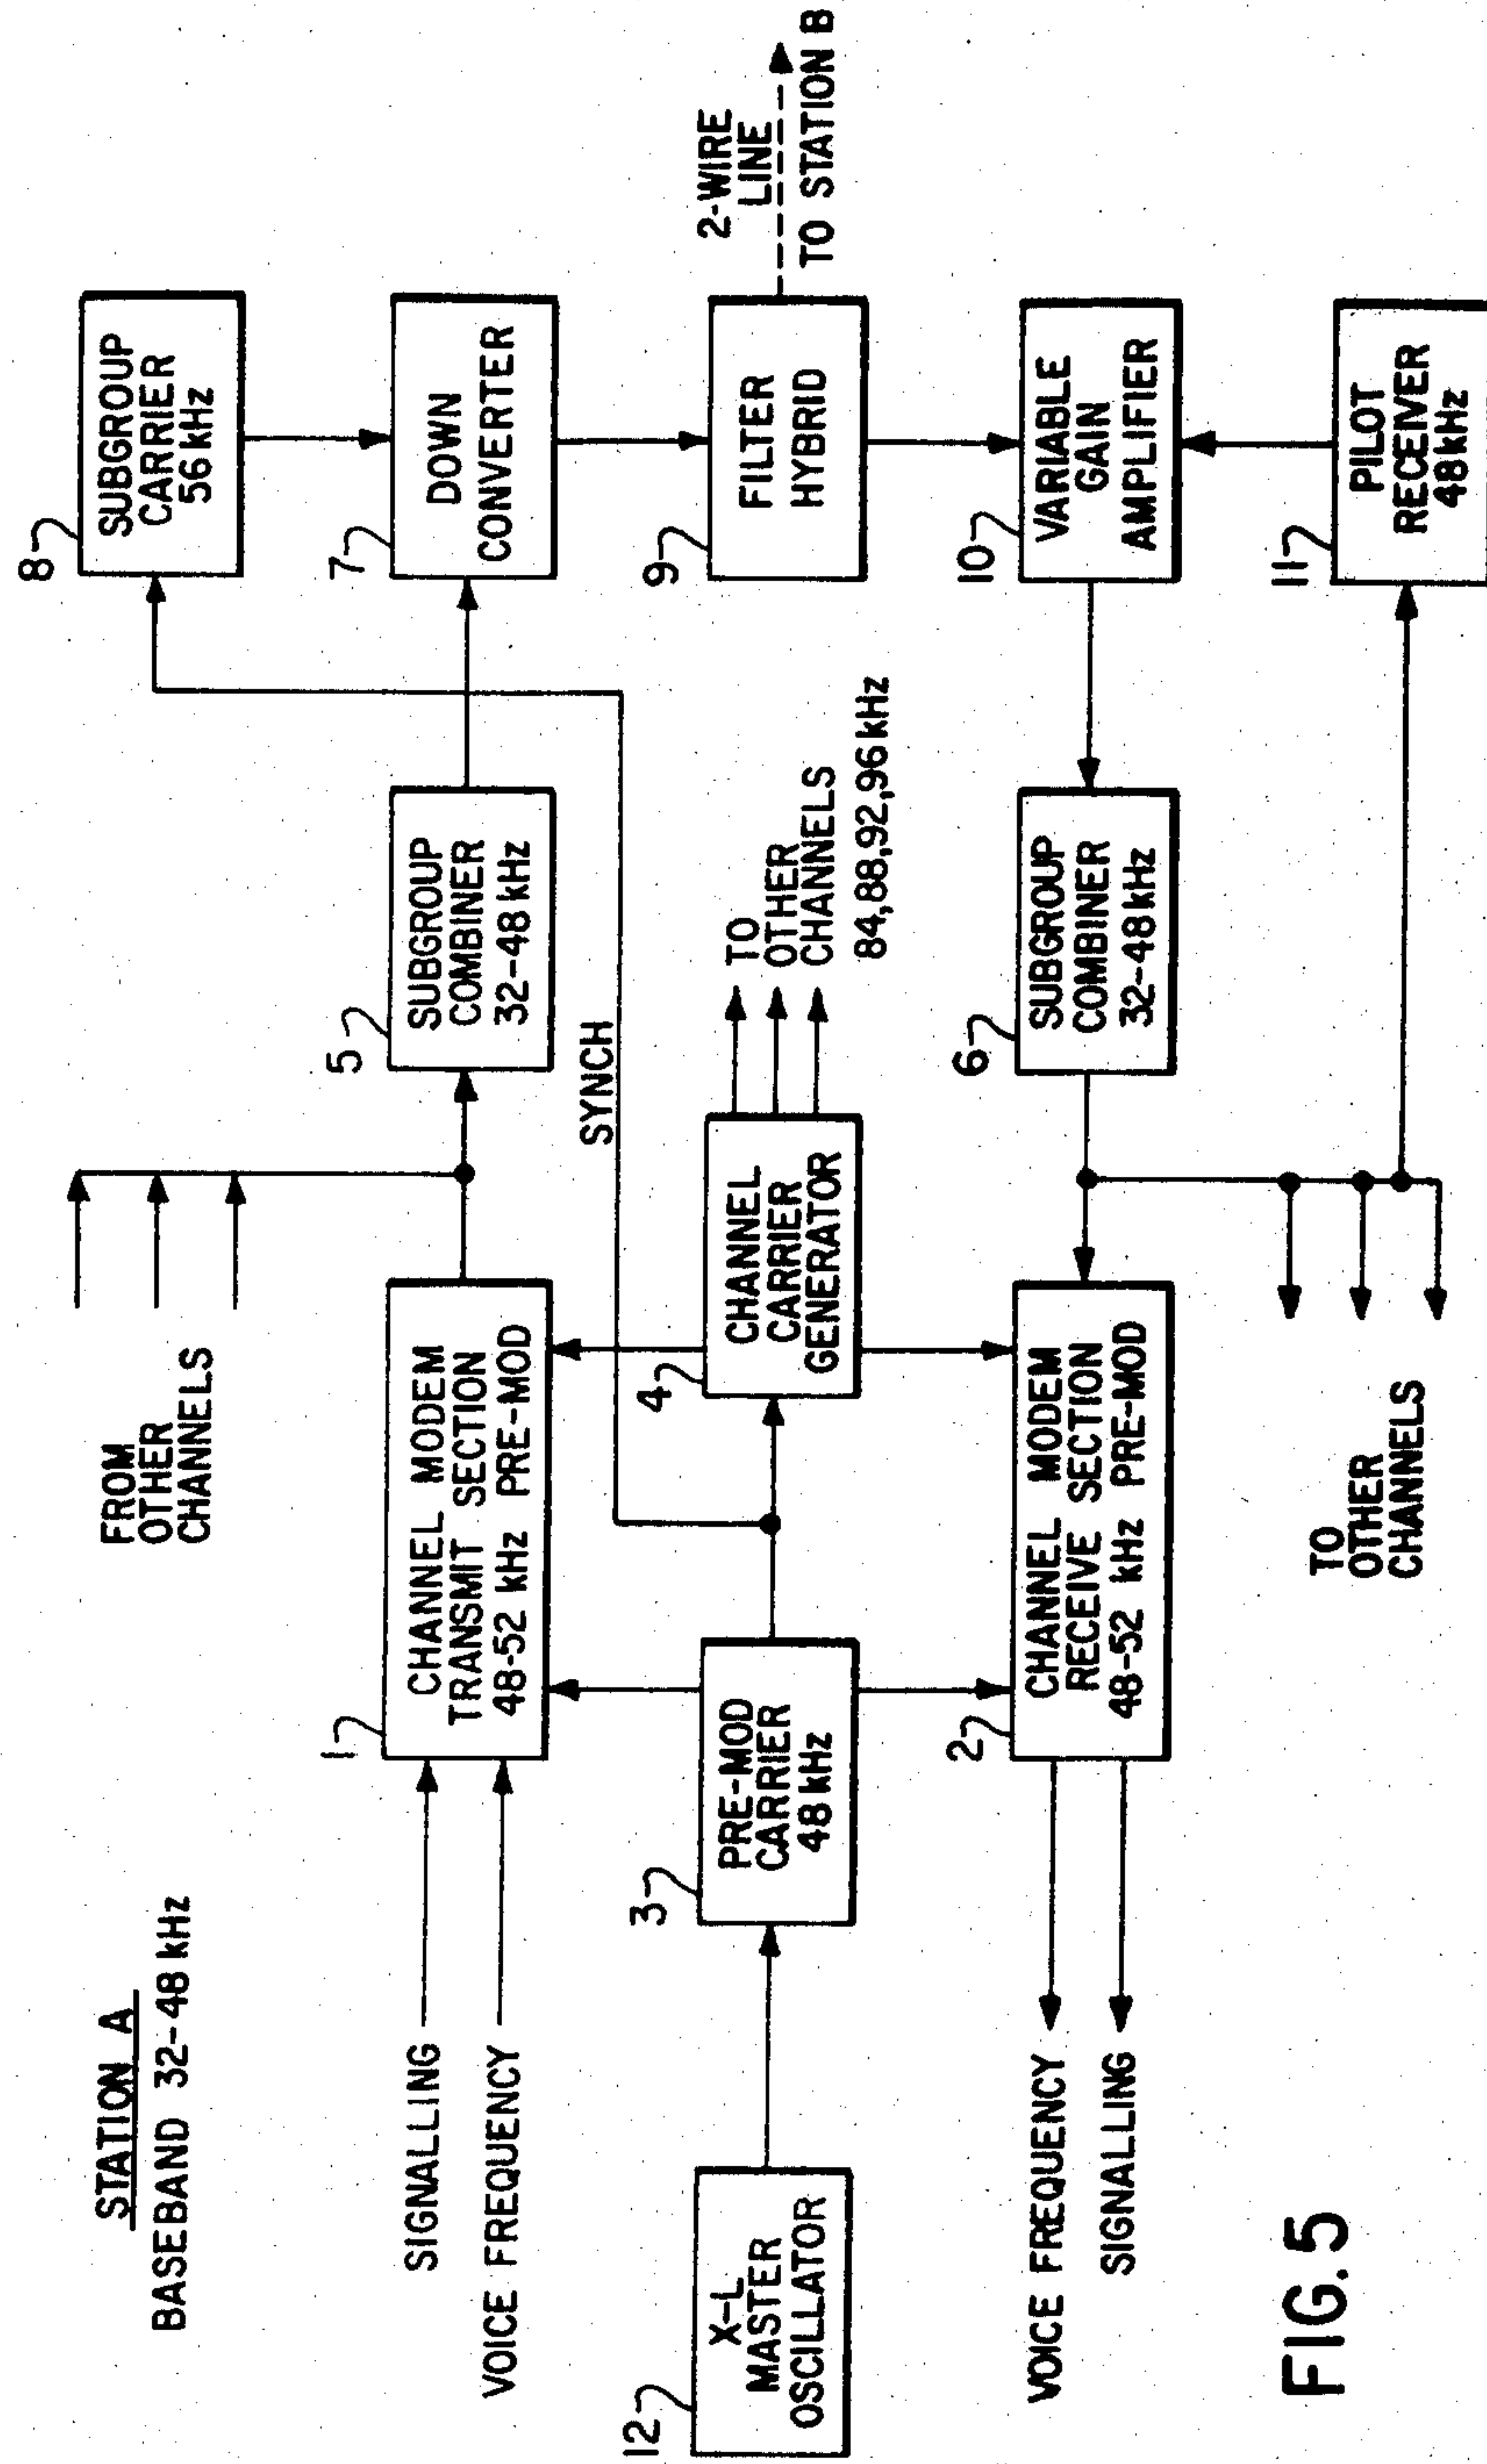 STATION A
BASEBAND 32-48 kHz
FROM
OTHER
CHANNELS
8
SUBGROUP
CARRIER
56 kHz
SIGNALLING
VOICE FREQUENCY
1
CHANNEL MODEM
TRANSMIT SECTION
48-52 kHz PRE-MOD
5
SUBGROUP
COMBINER
32-48 kHz
7
DOWN
CONVERTER
SYNCH
12
X-L
MASTER
OSCILLATOR
3
PRE-MOD
CARRIER
48 kHz
4
CHANNEL
CARRIER
GENERATOR
TO
OTHER
CHANNELS
84,88,92,96 kHz
9
FILTER
HYBRID
2-WIRE
LINE
TO STATION B
VOICE FREQUENCY
SIGNALLING
2
CHANNEL MODEM
RECEIVE SECTION
48-52 kHz PRE-MOD
6
SUBGROUP
COMBINER
32-48 kHz
10
VARIABLE
GAIN
AMPLIFIER
TO
OTHER
CHANNELS
11
PILOT
RECEIVER
48 kHz
FIG. 5